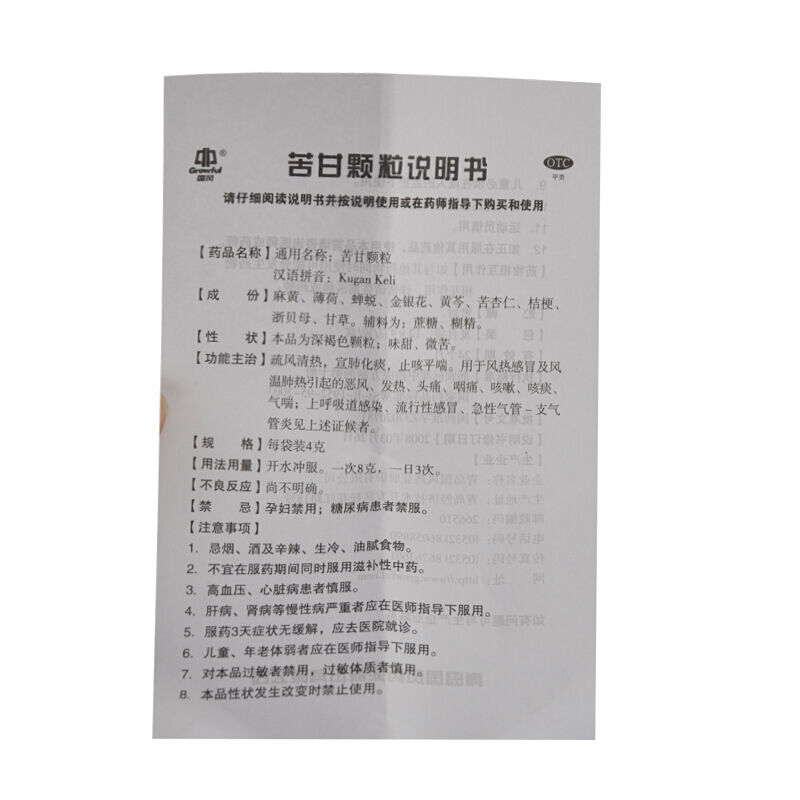 Growful®
国风
苦甘颗粒说明书
OTC
甲类
请仔细阅读说明书并按说明使用或在药师指导下购买和使用
【药品名称】通用名称：苦甘颗粒
汉语拼音：Kugan Keli
【成 份】麻黄、薄荷、蝉蜕、金银花、黄芩、苦杏仁、桔梗、
浙贝母、甘草。辅料为：蔗糖、糊精。
【性 状】本品为深褐色颗粒；味甜、微苦。
【功能主治】疏风清热，宣肺化痰，止咳平喘。用于风热感冒及风
温肺热引起的恶风、发热、头痛、咽痛、咳嗽、咳痰、
气喘；上呼吸道感染、流行性感冒、急性气管－支气
管炎见上述证候者。
【规 格】每袋装4克
【用法用量】开水冲服。一次8克，一日3次。
【不良反应】尚不明确。
【禁 忌】孕妇禁用；糖尿病患者禁服。
【注意事项】
1. 忌烟、酒及辛辣、生冷、油腻食物。
2. 不宜在服药期间同时服用滋补性中药。
3. 高血压、心脏病患者慎服。
4. 肝病、肾病等慢性病严重者应在医师指导下服用。
5. 服药3天症状无缓解，应去医院就诊。
6. 儿童、年老体弱者应在医师指导下服用。
7. 对本品过敏者禁用，过敏体质者慎用。
8. 本品性状发生改变时禁止使用。